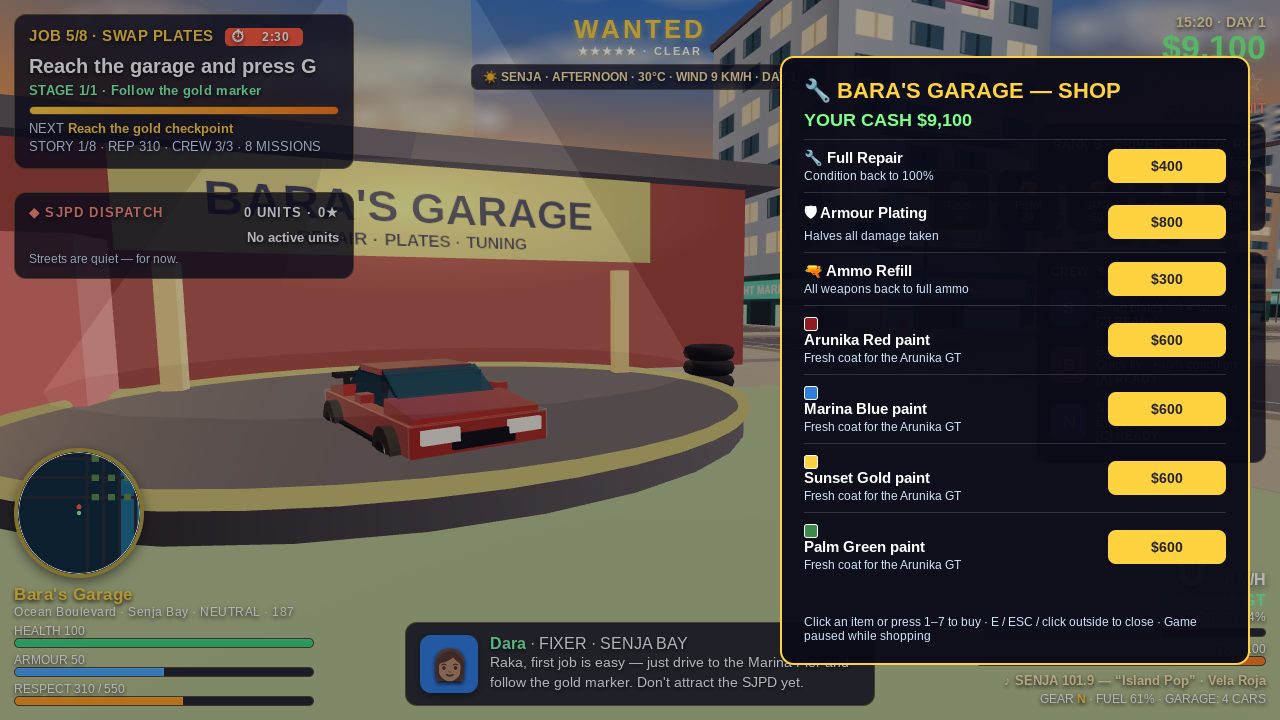 JOB 5/8 · SWAP PLATES ⏱ 2:30
Reach the garage and press G
STAGE 1/1 · Follow the gold marker
NEXT Reach the gold checkpoint
STORY 1/8 · REP 310 · CREW 3/3 · 8 MISSIONS
◆ SJPD DISPATCH 0 UNITS · 0★
No active units
Streets are quiet — for now.
WANTED
★★★★★ · CLEAR
☀️ SENJA · AFTERNOON · 30°C · WIND 9 KM/H · DAY 1
15:20 · DAY 1
$9,100
BARA'S GARAGE
PLATES · TUNING
🔧 BARA'S GARAGE — SHOP
YOUR CASH $9,100
🔧 Full Repair
Condition back to 100%
$400
🛡 Armour Plating
Halves all damage taken
$800
🔫 Ammo Refill
All weapons back to full ammo
$300
Arunika Red paint
Fresh coat for the Arunika GT
$600
Marina Blue paint
Fresh coat for the Arunika GT
$600
Sunset Gold paint
Fresh coat for the Arunika GT
$600
Palm Green paint
Fresh coat for the Arunika GT
$600
Click an item or press 1–7 to buy · E / ESC / click outside to close · Game
paused while shopping
Bara's Garage
Ocean Boulevard · Senja Bay · NEUTRAL · 187
HEALTH 100
ARMOUR 50
RESPECT 310 / 550
Dara · FIXER · SENJA BAY
Raka, first job is easy — just drive to the Marina Pier and
follow the gold marker. Don't attract the SJPD yet.
♪ SENJA 101.9 — “Island Pop” · Vela Roja
GEAR N · FUEL 61% · GARAGE: 4 CARS